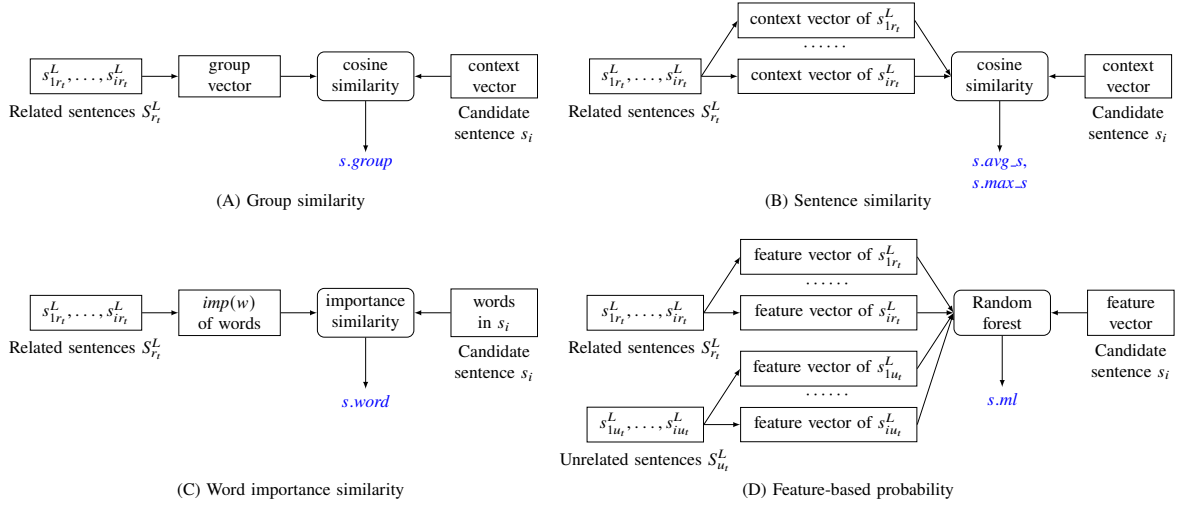 s^L_{1r_t}, . . . , s^L_{ir_t}
Related sentences S^L_{r_t}
group
vector
cosine
similarity
context
vector
Candidate
sentence s_i
s.group
(A) Group similarity
s^L_{1r_t}, . . . , s^L_{ir_t}
Related sentences S^L_{r_t}
context vector of s^L_{1r_t}
. . . . . .
context vector of s^L_{ir_t}
cosine
similarity
context
vector
Candidate
sentence s_i
s.avg_s,
s.max_s
(B) Sentence similarity
s^L_{1r_t}, . . . , s^L_{ir_t}
Related sentences S^L_{r_t}
imp(w)
of words
importance
similarity
words
in s_i
Candidate
sentence s_i
s.word
(C) Word importance similarity
s^L_{1r_t}, . . . , s^L_{ir_t}
Related sentences S^L_{r_t}
feature vector of s^L_{1r_t}
. . . . . .
feature vector of s^L_{ir_t}
s^L_{1u_t}, . . . , s^L_{iu_t}
Unrelated sentences S^L_{u_t}
feature vector of s^L_{1u_t}
. . . . . .
feature vector of s^L_{iu_t}
Random
forest
feature
vector
Candidate
sentence s_i
s.ml
(D) Feature-based probability